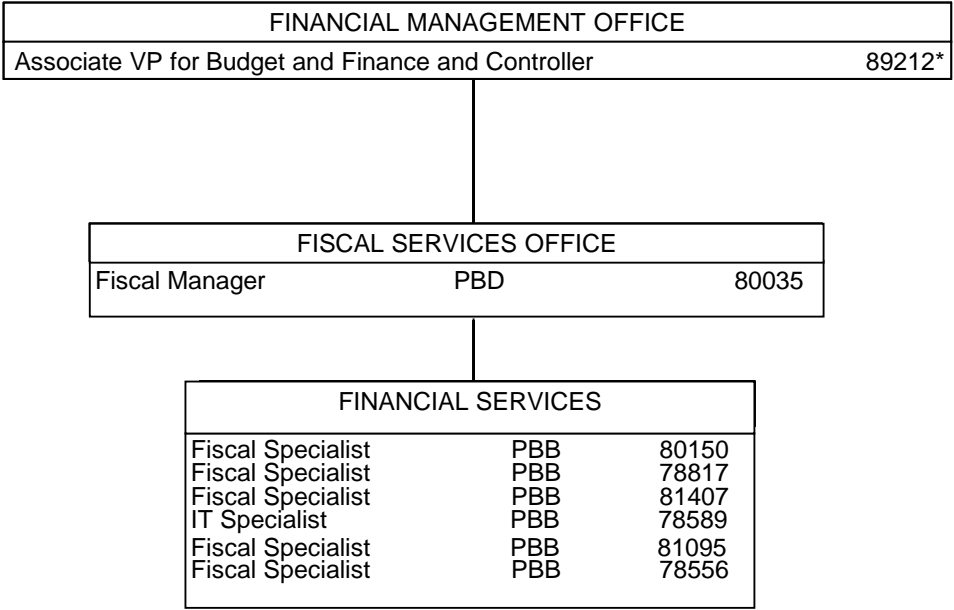 FINANCIAL MANAGEMENT OFFICE
Associate VP for Budget and Finance and Controller 89212*
FISCAL SERVICES OFFICE
Fiscal Manager PBD 80035
FINANCIAL SERVICES
Fiscal Specialist PBB 80150
Fiscal Specialist PBB 78817
Fiscal Specialist PBB 81407
IT Specialist PBB 78589
Fiscal Specialist PBB 81095
Fiscal Specialist PBB 78556